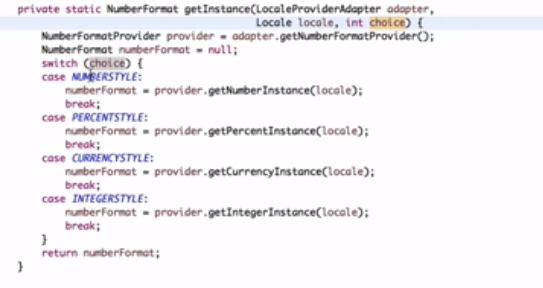 private static NumberFormat getInstance(LocaleProviderAdapter adapter,
Locale locale, int choice) {
NumberFormatProvider provider = adapter.getNumberFormatProvider();
NumberFormat numberFormat = null;
switch (choice) {
case NUMBERSTYLE:
numberFormat = provider.getNumberInstance(locale);
break;
case PERCENTSTYLE:
numberFormat = provider.getPercentInstance(locale);
break;
case CURRENCYSTYLE:
numberFormat = provider.getCurrencyInstance(locale);
break;
case INTEGERSTYLE:
numberFormat = provider.getIntegerInstance(locale);
break;
}
return numberFormat;
}